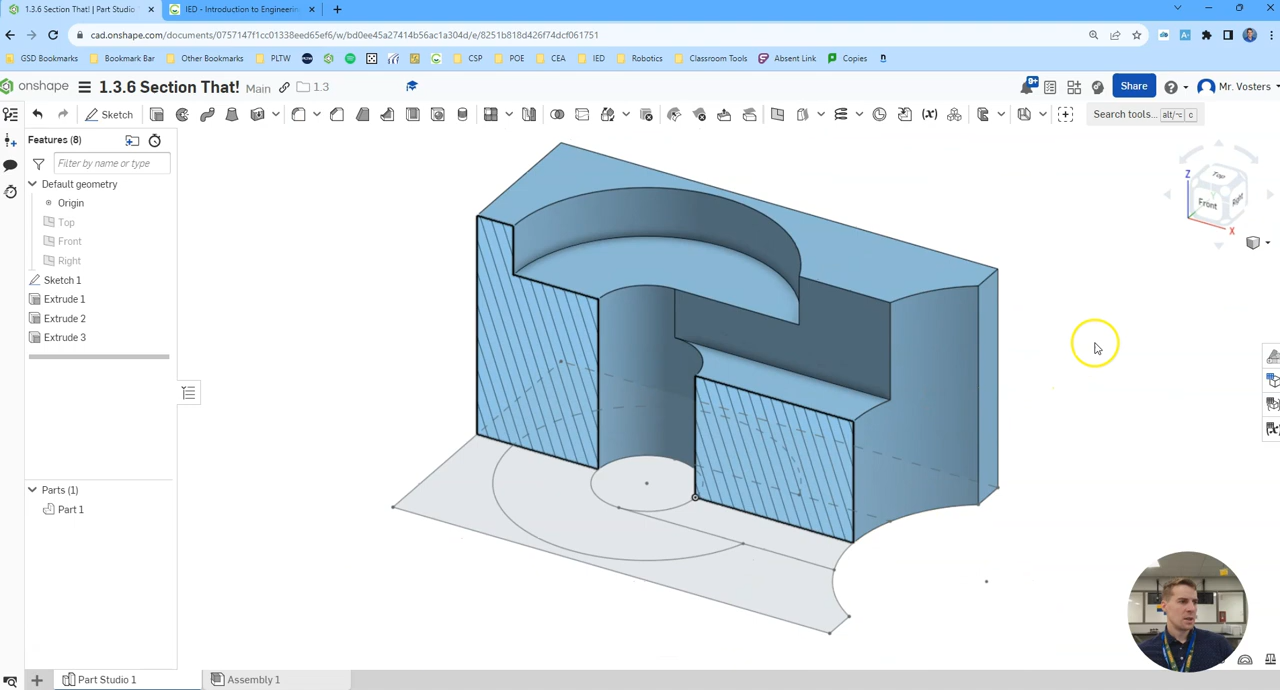 1.3.6 Section That! | Part Studio
IED - Introduction to Engineerin
cad.onshape.com/documents/0757147f1cc01338eed65ef6/w/bd0ee45a27414b56ac1a304d/e/8251b818d426f74dcf061751
GSD Bookmarks Bookmark Bar Other Bookmarks PLTW CSP POE CEA IED Robotics Classroom Tools Absent Link Copies
onshape 1.3.6 Section That! Main 1.3 Share Mr. Vosters
Sketch Search tools... alt/⌥ c
Features (8)
Filter by name or type
Default geometry
Origin
Top
Front
Right
Sketch 1
Extrude 1
Extrude 2
Extrude 3
Parts (1)
Part 1
Z
Top
Front
Right
X
Part Studio 1 Assembly 1